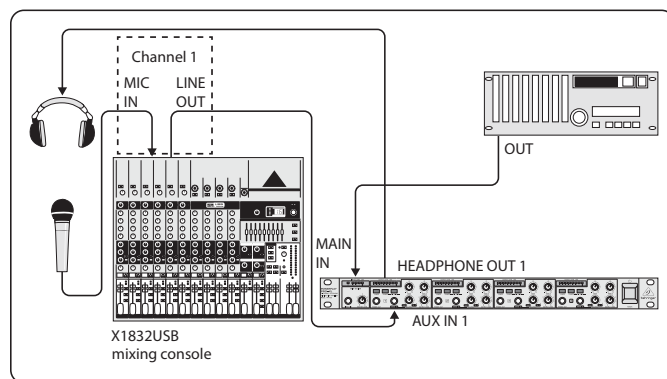 Channel 1
MIC
IN
LINE
OUT
OUT
MAIN
IN
HEADPHONE OUT 1
AUX IN 1
X1832USB
mixing console